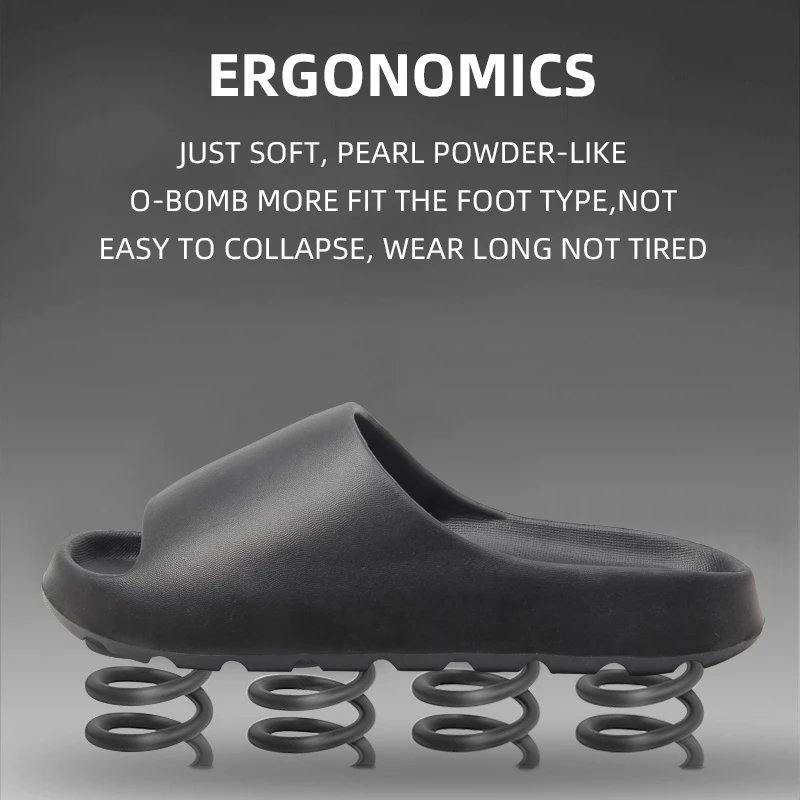 ERGONOMICS
JUST SOFT, PEARL POWDER-LIKE
O-BOMB MORE FIT THE FOOT TYPE,NOT
EASY TO COLLAPSE, WEAR LONG NOT TIRED